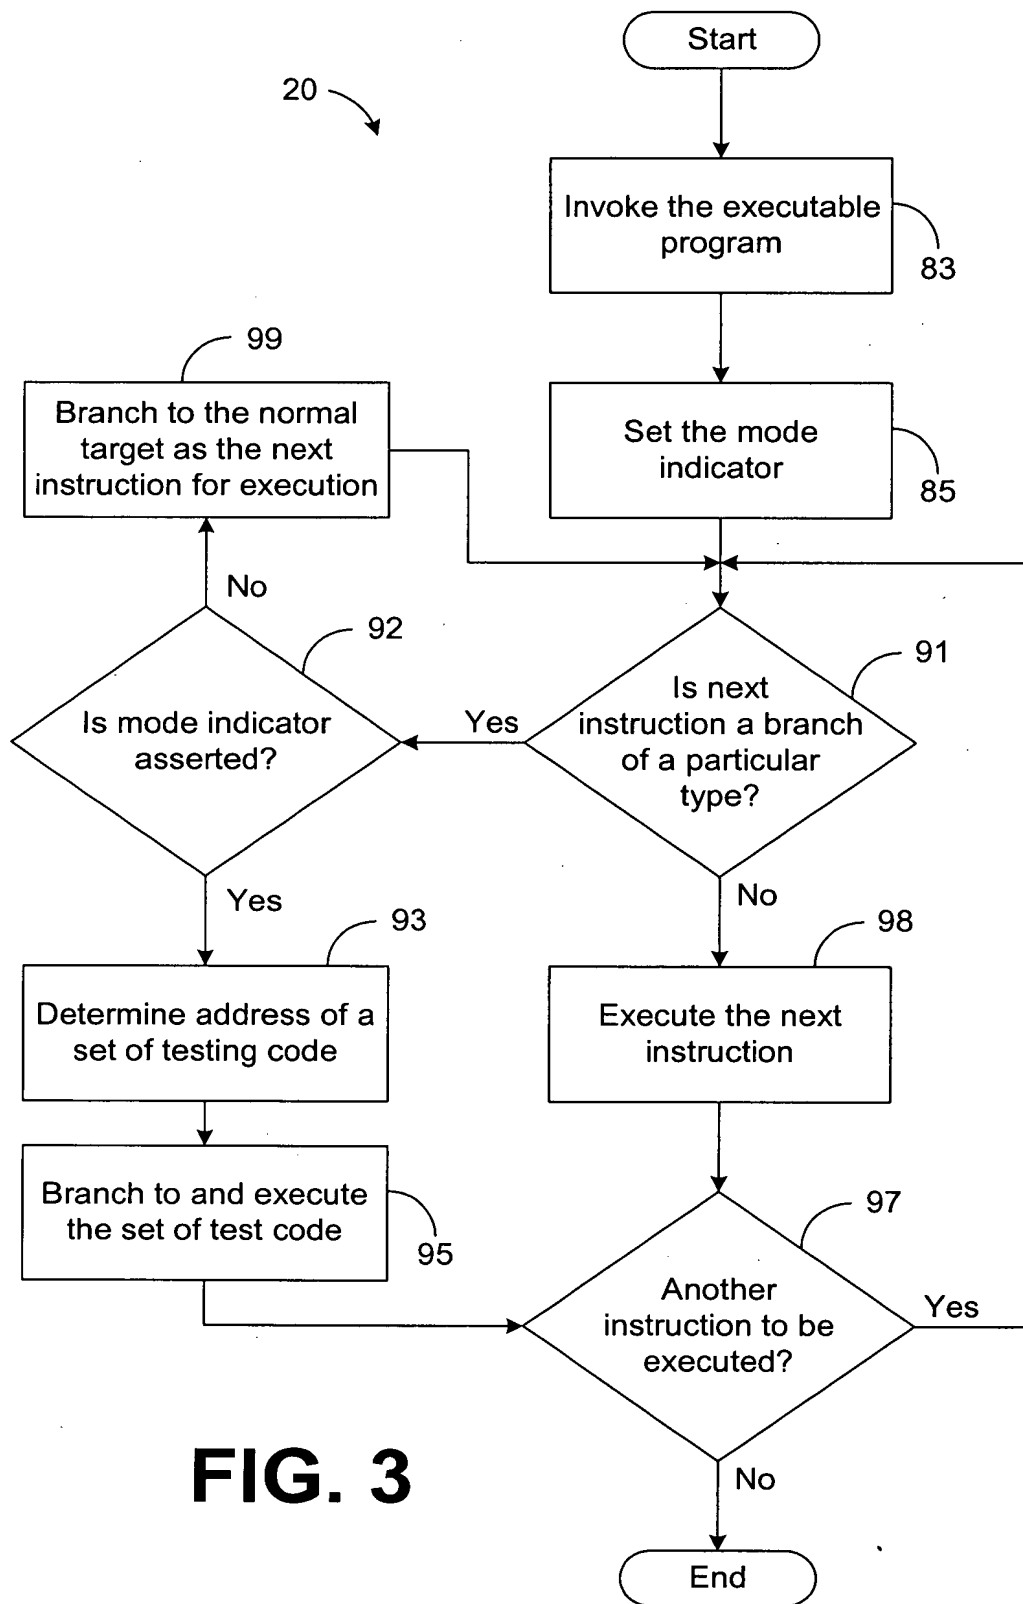 Start
20
Invoke the executable
program
83
99
Branch to the normal
target as the next
instruction for execution
Set the mode
indicator
85
No
92
Is mode indicator
asserted?
Yes
91
Is next
instruction a branch
of a particular
type?
Yes
No
93
Determine address of a
set of testing code
98
Execute the next
instruction
Branch to and execute
the set of test code
95
97
Another
instruction to be
executed?
Yes
No
FIG. 3
End